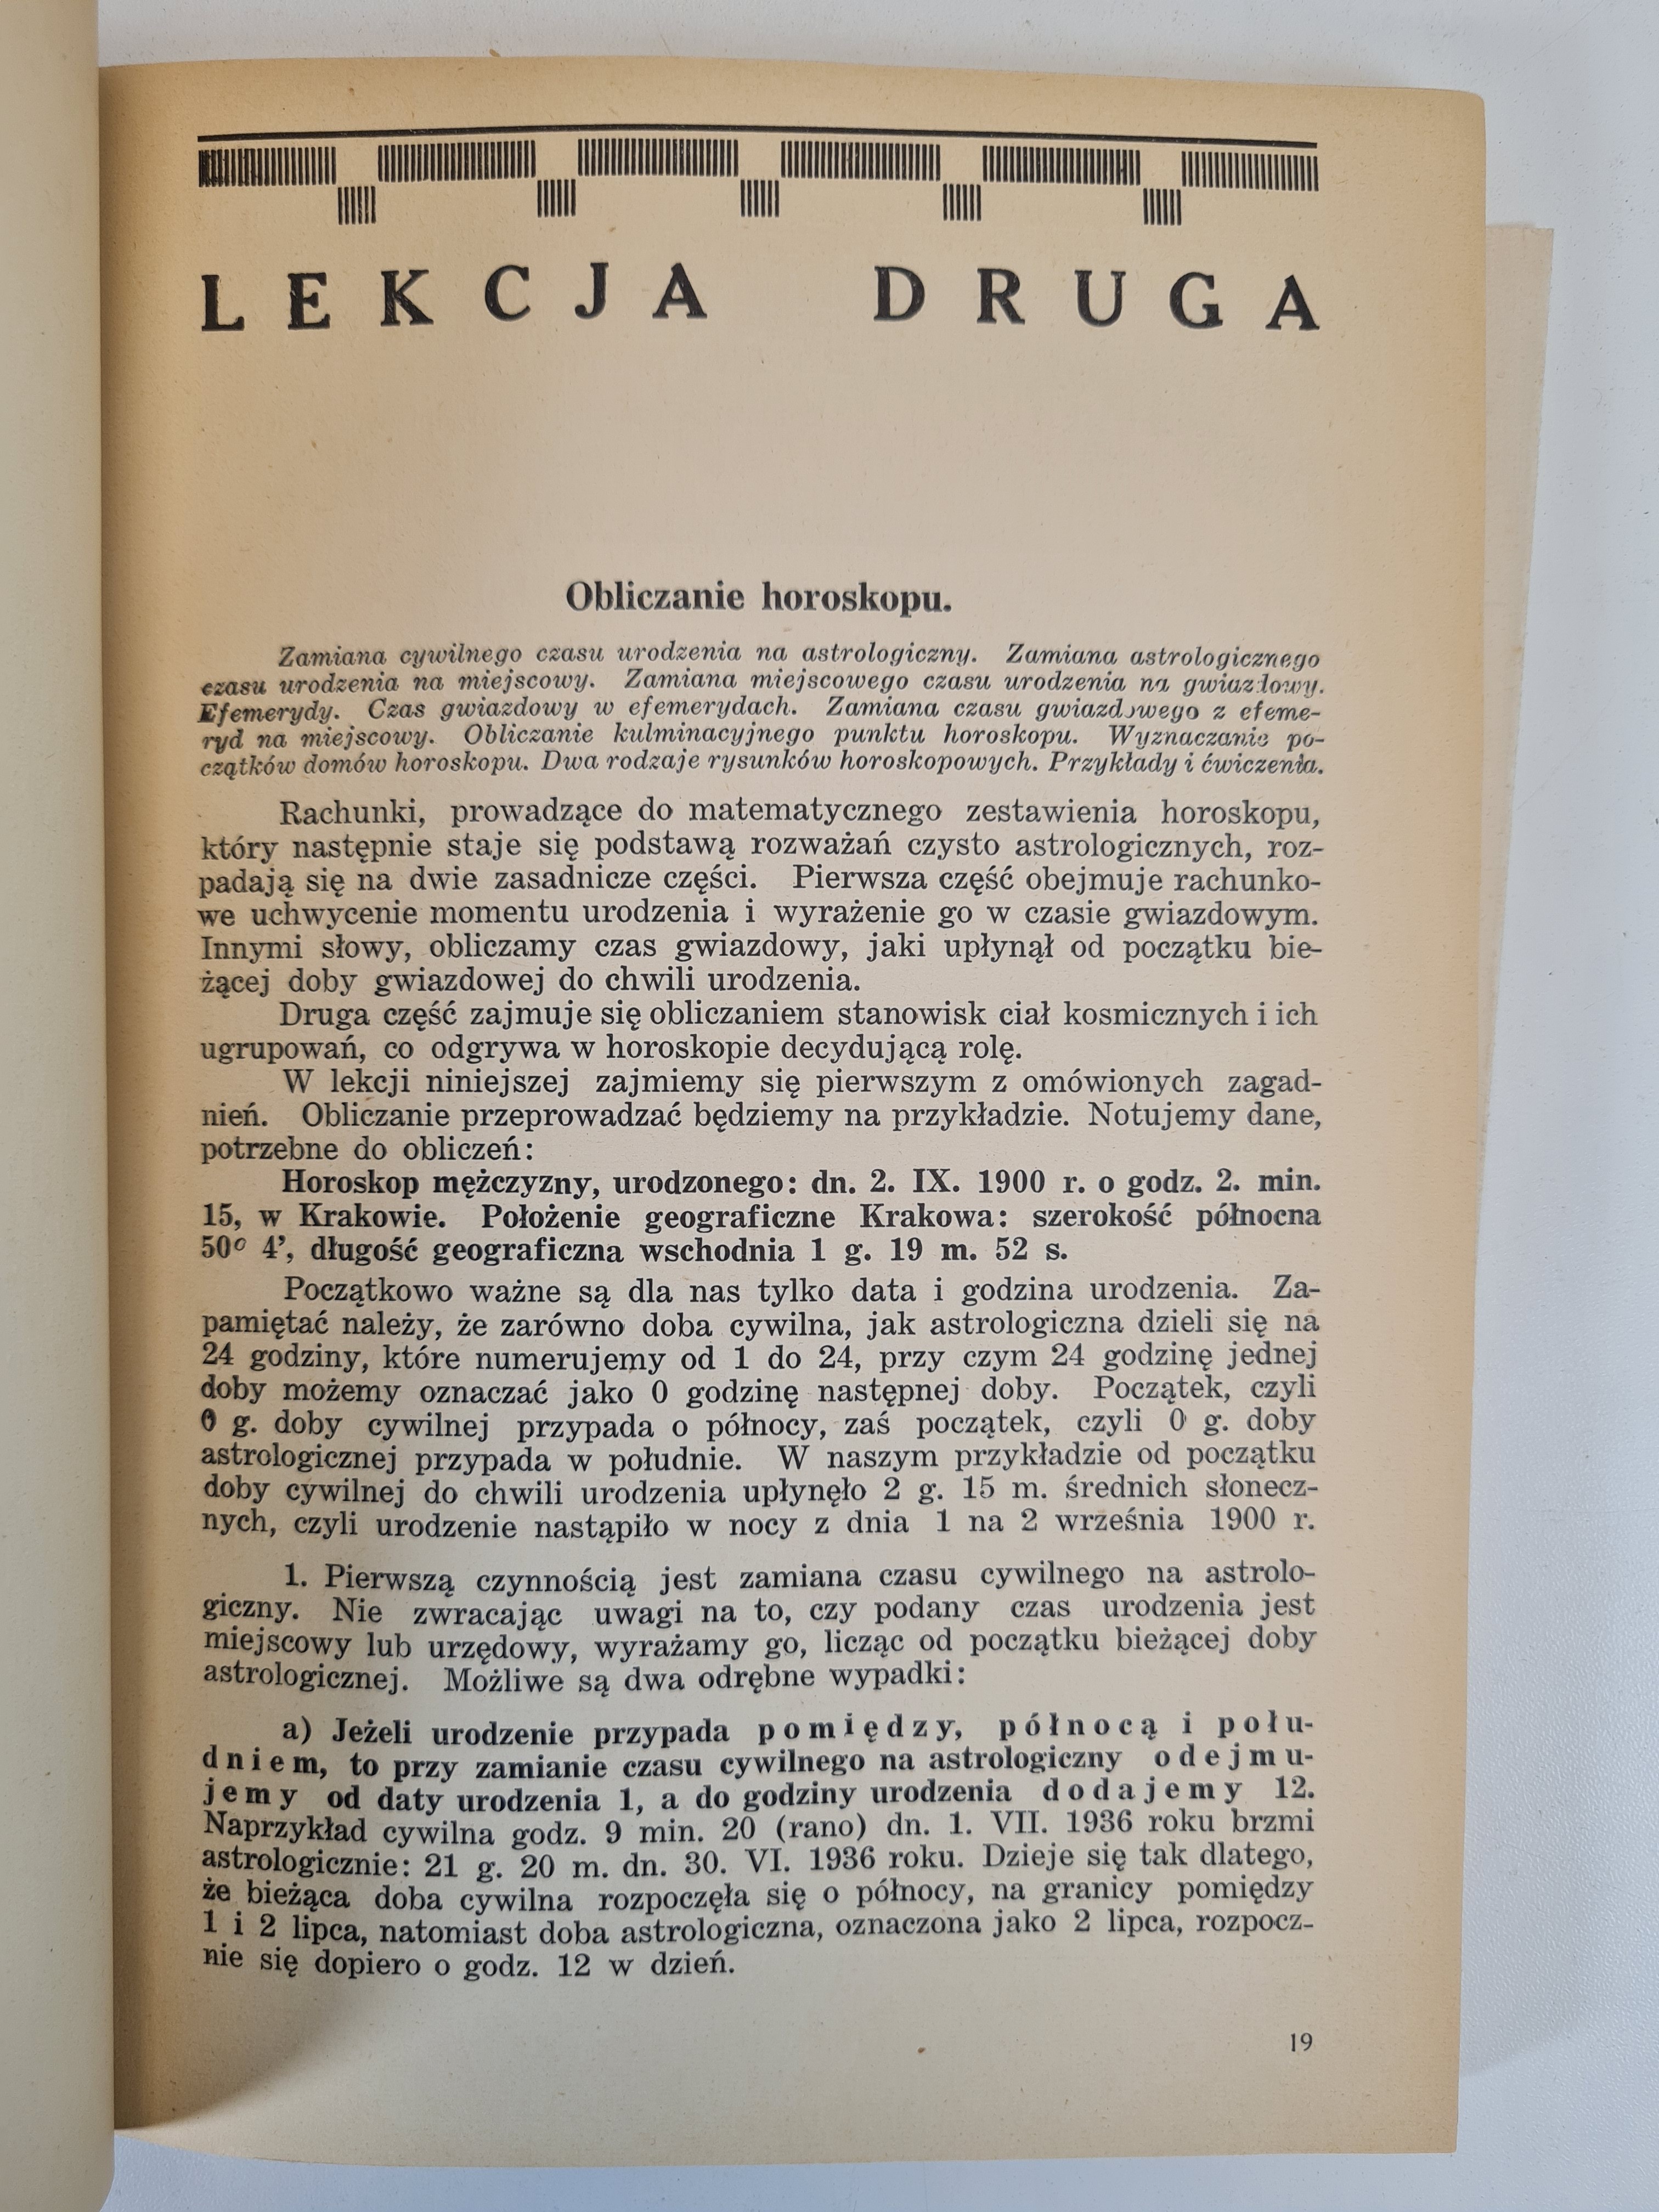 LEKCJA DRUGA
Obliczanie horoskopu.
Zamiana cywilnego czasu urodzenia na astrologiczny. Zamiana astrologicznego
czasu urodzenia na miejscowy. Zamiana miejscowego czasu urodzenia na gwiazdowy.
Efemerydy. Czas gwiazdowy w efemerydach. Zamiana czasu gwiazdowego z efeme-
ryd na miejscowy. Obliczanie kulminacyjnego punktu horoskopu. Wyznaczanie po-
czątków domów horoskopu. Dwa rodzaje rysunków horoskopowych. Przykłady i ćwiczenia.
Rachunki, prowadzące do matematycznego zestawienia horoskopu,
który następnie staje się podstawą rozważań czysto astrologicznych, roz-
padają się na dwie zasadnicze części. Pierwsza część obejmuje rachunko-
we uchwycenie momentu urodzenia i wyrażenie go w czasie gwiazdowym.
Innymi słowy, obliczamy czas gwiazdowy, jaki upłynął od początku bie-
żącej doby gwiazdowej do chwili urodzenia.
Druga część zajmuje się obliczaniem stanowisk ciał kosmicznych i ich
ugrupowań, co odgrywa w horoskopie decydującą rolę.
W lekcji niniejszej zajmiemy się pierwszym z omówionych zagad-
nień. Obliczanie przeprowadzać będziemy na przykładzie. Notujemy dane,
potrzebne do obliczeń:
Horoskop mężczyzny, urodzonego: dn. 2. IX. 1900 r. o godz. 2. min.
15, w Krakowie. Położenie geograficzne Krakowa: szerokość północna
50° 4’, długość geograficzna wschodnia 1 g. 19 m. 52 s.
Początkowo ważne są dla nas tylko data i godzina urodzenia. Za-
pamiętać należy, że zarówno doba cywilna, jak astrologiczna dzieli się na
24 godziny, które numerujemy od 1 do 24, przy czym 24 godzinę jednej
doby możemy oznaczać jako 0 godzinę następnej doby. Początek, czyli
0 g. doby cywilnej przypada o północy, zaś początek, czyli 0 g. doby
astrologicznej przypada w południe. W naszym przykładzie od początku
doby cywilnej do chwili urodzenia upłynęło 2 g. 15 m. średnich słonecz-
nych, czyli urodzenie nastąpiło w nocy z dnia 1 na 2 września 1900 r.
1. Pierwszą czynnością jest zamiana czasu cywilnego na astrolo-
giczny. Nie zwracając uwagi na to, czy podany czas urodzenia jest
miejscowy lub urzędowy, wyrażamy go, licząc od początku bieżącej doby
astrologicznej. Możliwe są dwa odrębne wypadki:
a) Jeżeli urodzenie przypada pomiędzy, północą i połu-
dniem, to przy zamianie czasu cywilnego na astrologiczny odejmu-
jemy od daty urodzenia 1, a do godziny urodzenia dodajemy 12.
Naprzykład cywilna godz. 9 min. 20 (rano) dn. 1. VII. 1936 roku brzmi
astrologicznie: 21 g. 20 m. dn. 30. VI. 1936 roku. Dzieje się tak dlatego,
że bieżąca doba cywilna rozpoczęła się o północy, na granicy pomiędzy
1 i 2 lipca, natomiast doba astrologiczna, oznaczona jako 2 lipca, rozpocz-
nie się dopiero o godz. 12 w dzień.
19